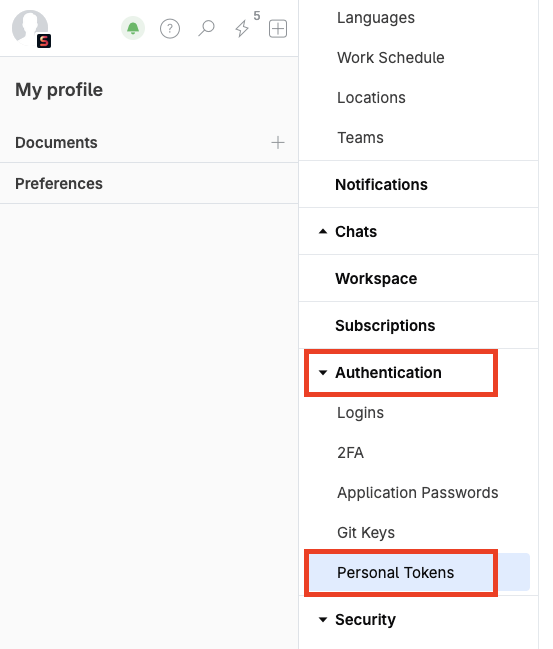 S
?
5
My profile
Documents
Preferences
Languages
Work Schedule
Locations
Teams
Notifications
Chats
Workspace
Subscriptions
Authentication
Logins
2FA
Application Passwords
Git Keys
Personal Tokens
Security